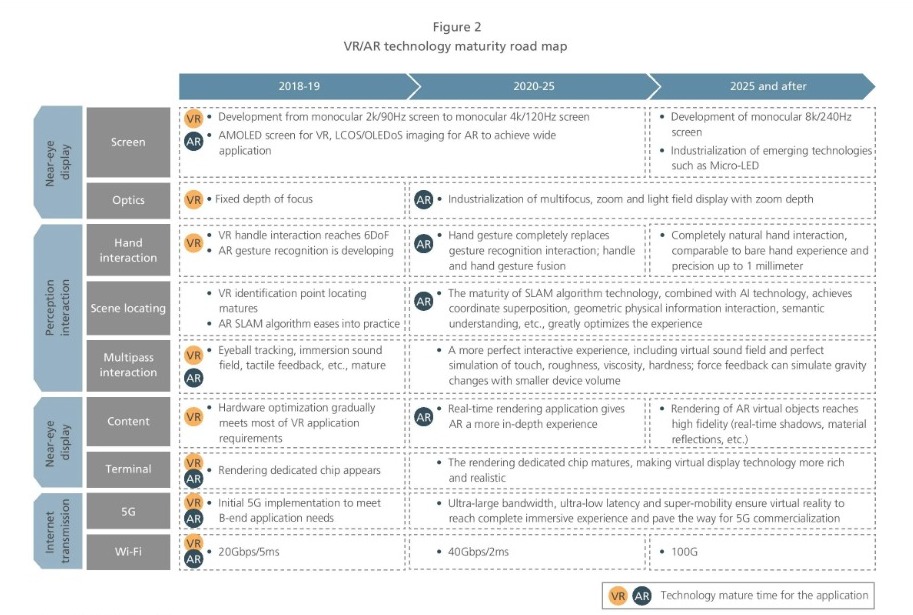 Figure 2
VR/AR technology maturity road map
2018-19
2020-25
2025 and after
Near-eye
display
Screen
VR
AR
• Development from monocular 2k/90Hz screen to monocular 4k/120Hz screen
• AMOLED screen for VR, LCOS/OLEDoS imaging for AR to achieve wide
application
• Development of monocular 8k/240Hz
screen
• Industrialization of emerging technologies
such as Micro-LED
Optics
VR
• Fixed depth of focus
AR
• Industrialization of multifocus, zoom and light field display with zoom depth
Perception
interaction
Hand
interaction
VR
• VR handle interaction reaches 6DoF
• AR gesture recognition is developing
AR
• Hand gesture completely replaces
gesture recognition interaction; handle
and hand gesture fusion
• Completely natural hand interaction,
comparable to bare hand experience and
precision up to 1 millimeter
Scene locating
• VR identification point locating
matures
• AR SLAM algorithm eases into practice
AR
• The maturity of SLAM algorithm technology, combined with AI technology, achieves
coordinate superposition, geometric physical information interaction, semantic
understanding, etc., greatly optimizes the experience
Multipass
interaction
VR
AR
• Eyeball tracking, immersion sound
field, tactile feedback, etc., mature
• A more perfect interactive experience, including virtual sound field and perfect
simulation of touch, roughness, viscosity, hardness; force feedback can simulate gravity
changes with smaller device volume
Near-eye
display
Content
VR
• Hardware optimization gradually
meets most of VR application
requirements
AR
• Real-time rendering application gives
AR a more in-depth experience
• Rendering of AR virtual objects reaches
high fidelity (real-time shadows, material
reflections, etc.)
Terminal
VR
AR
• Rendering dedicated chip appears
• The rendering dedicated chip matures, making virtual display technology more rich
and realistic
Internet
transmission
5G
VR
AR
• Initial 5G implementation to meet
B-end application needs
• Ultra-large bandwidth, ultra-low latency and super-mobility ensure virtual reality to
reach complete immersive experience and pave the way for 5G commercialization
Wi-Fi
VR
AR
• 20Gbps/5ms
• 40Gbps/2ms
• 100G
VR AR Technology mature time for the application